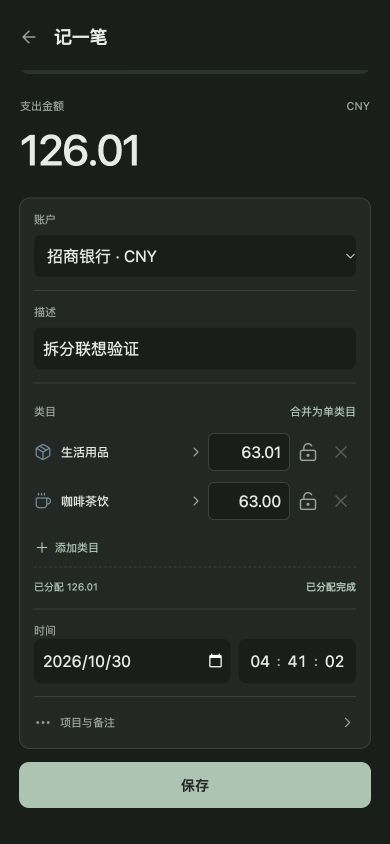 记一笔
支出金额 CNY
126.01
账户
招商银行 · CNY
描述
拆分联想验证
类目 合并为单类目
生活用品 63.01
咖啡茶饮 63.00
添加类目
已分配 126.01 已分配完成
时间
2026/10/30 04 : 41 : 02
项目与备注
保存